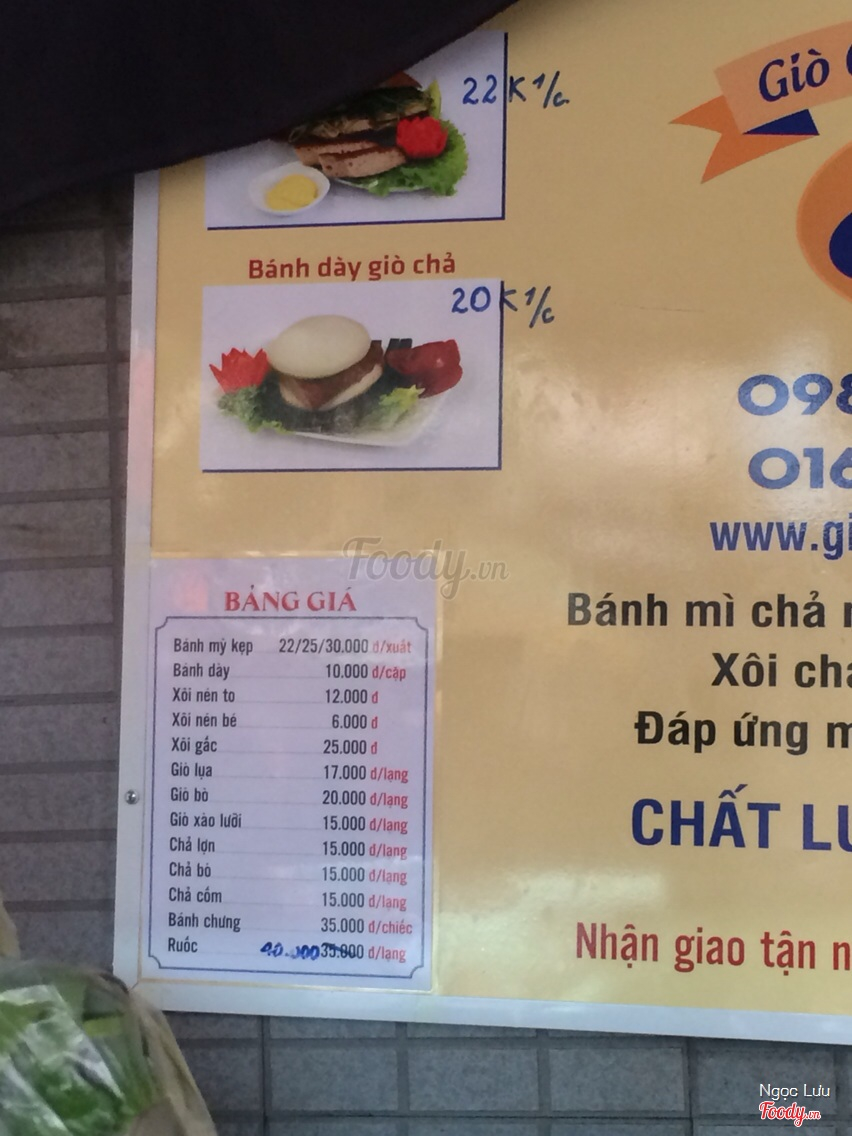 22K 1/c
Giò
Bánh dày giò chả
20K 1/c
098
016
www.gi
Foody.vn
BẢNG GIÁ
Bánh mỳ kẹp 22/25/30.000 đ/xuất
Bánh dày 10.000 đ/cặp
Xôi nén to 12.000 đ
Xôi nén bé 6.000 đ
Xôi gấc 25.000 đ
Giò lụa 17.000 đ/lạng
Giò bò 20.000 đ/lạng
Giò xào lưỡi 15.000 đ/lạng
Chả lợn 15.000 đ/lạng
Chả bò 15.000 đ/lạng
Chả cốm 15.000 đ/lạng
Bánh chưng 35.000 đ/chiếc
Ruốc 40.000 35.000 đ/lạng
Bánh mì chả
Xôi chả
Đáp ứng m
CHẤT LƯ
Nhận giao tận n
Ngọc Lưu
Foody.vn